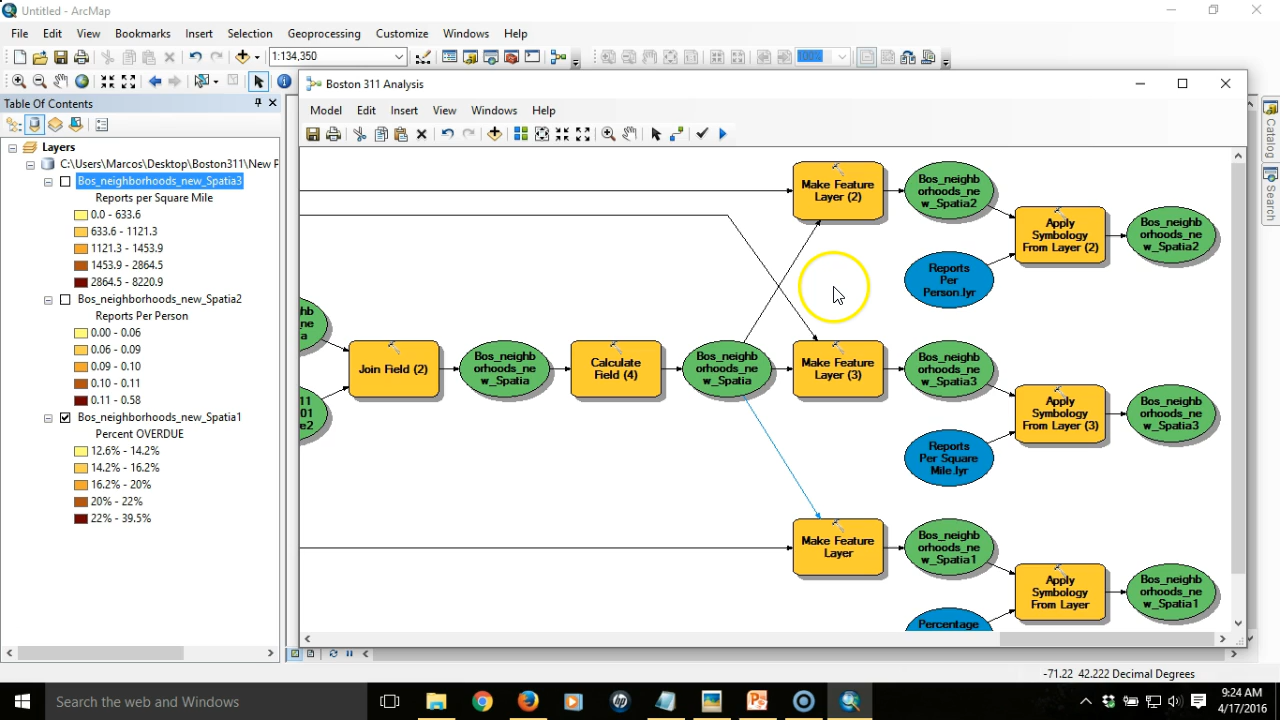 Untitled - ArcMap
File Edit View Bookmarks Insert Selection Geoprocessing Customize Windows Help
1:134,350
100%
Table Of Contents
Layers
C:\Users\Marcos\Desktop\Boston311\New P
Bos_neighborhoods_new_Spatia3
Reports per Square Mile
0.0 - 633.6
633.6 - 1121.3
1121.3 - 1453.9
1453.9 - 2864.5
2864.5 - 8220.9
Bos_neighborhoods_new_Spatia2
Reports Per Person
0.00 - 0.06
0.06 - 0.09
0.09 - 0.10
0.10 - 0.11
0.11 - 0.58
Bos_neighborhoods_new_Spatia1
Percent OVERDUE
12.6% - 14.2%
14.2% - 16.2%
16.2% - 20%
20% - 22%
22% - 39.5%
Boston 311 Analysis
Model Edit Insert View Windows Help
Make Feature
Layer (2)
Bos_neighb
orhoods_ne
w_Spatia2
Apply
Symbology
From Layer (2)
Bos_neighb
orhoods_ne
w_Spatia2
Reports
Per
Person.lyr
hb
ne
a
11
01
e2
Join Field (2)
Bos_neighb
orhoods_ne
w_Spatia
Calculate
Field (4)
Bos_neighb
orhoods_ne
w_Spatia
Make Feature
Layer (3)
Bos_neighb
orhoods_ne
w_Spatia3
Apply
Symbology
From Layer (3)
Bos_neighb
orhoods_ne
w_Spatia3
Reports
Per Square
Mile.lyr
Make Feature
Layer
Bos_neighb
orhoods_ne
w_Spatia1
Apply
Symbology
From Layer
Bos_neighb
orhoods_ne
w_Spatia1
Percentage
Catalog
Search
-71.22 42.222 Decimal Degrees
Search the web and Windows
9:24 AM
4/17/2016